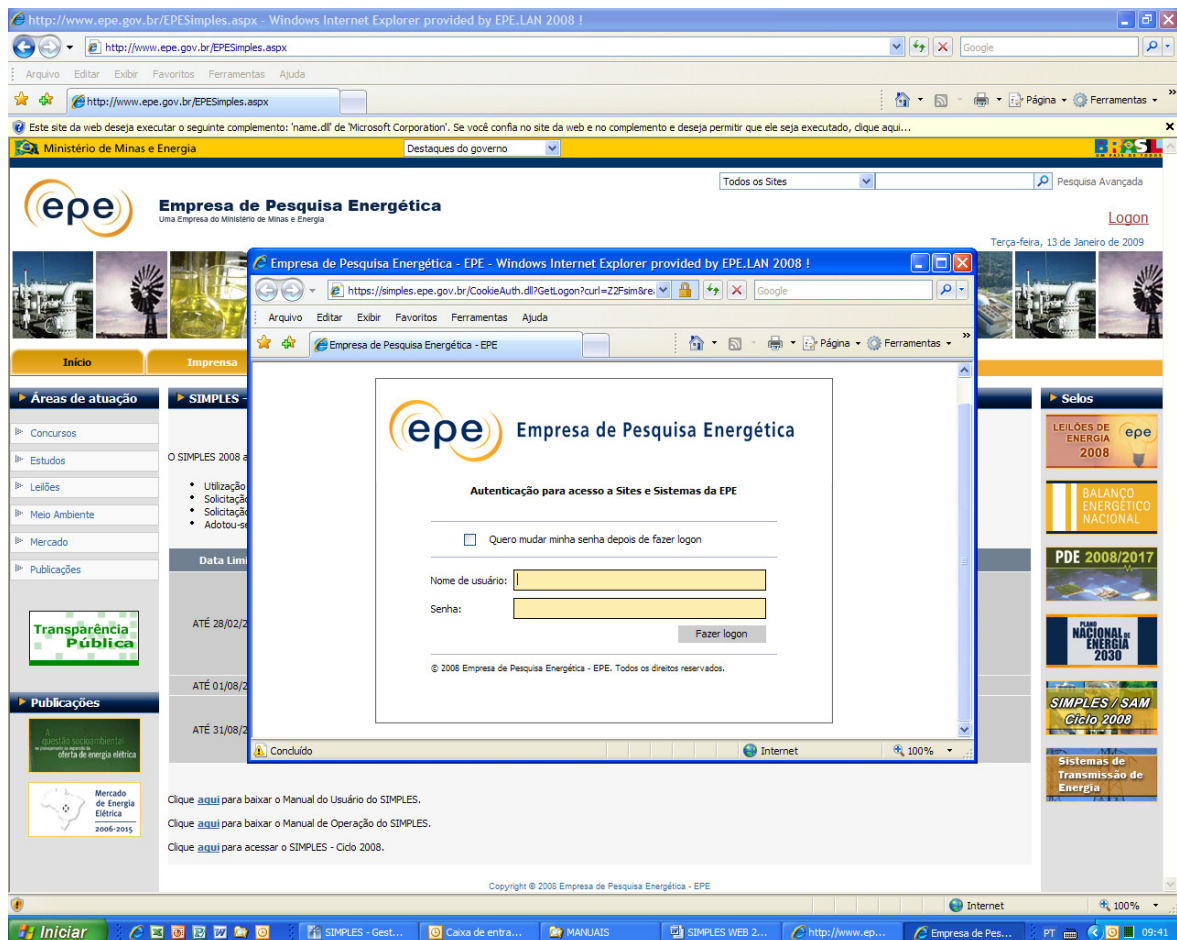 http://www.epe.gov.br/EPESimples.aspx - Windows Internet Explorer provided by EPE.LAN 2008 !
http://www.epe.gov.br/EPESimples.aspx
Google
Arquivo Editar Exibir Favoritos Ferramentas Ajuda
http://www.epe.gov.br/EPESimples.aspx
Página Ferramentas
Este site da web deseja executar o seguinte complemento: 'name.dll' de 'Microsoft Corporation'. Se você confia no site da web e no complemento e deseja permitir que ele seja executado, clique aqui...
Ministério de Minas e Energia
Destaques do governo
BRASIL
UM PAÍS DE TODOS
Todos os Sites
Pesquisa Avançada
epe
Empresa de Pesquisa Energética
Uma Empresa do Ministério de Minas e Energia
Logon
Terça-feira, 13 de Janeiro de 2009
Início
Imprensa
Áreas de atuação
Concursos
Estudos
Leilões
Meio Ambiente
Mercado
Publicações
Transparência
Pública
Publicações
A
questão socioambiental
oferta de energia elétrica
Mercado
de Energia
Elétrica
2006-2015
SIMPLES -
O SIMPLES 2008 a
Utilização
Solicitaçã
Solicitaçã
Adotou-se
Data Limi
ATÉ 28/02/2
ATÉ 01/08/2
ATÉ 31/08/2
Empresa de Pesquisa Energética - EPE - Windows Internet Explorer provided by EPE.LAN 2008 !
https://simples.epe.gov.br/CookieAuth.dll?GetLogon?curl=Z2Fsim&re
Google
Arquivo Editar Exibir Favoritos Ferramentas Ajuda
Empresa de Pesquisa Energética - EPE
Página Ferramentas
epe Empresa de Pesquisa Energética
Autenticação para acesso a Sites e Sistemas da EPE
Quero mudar minha senha depois de fazer logon
Nome de usuário:
Senha:
Fazer logon
© 2008 Empresa de Pesquisa Energética - EPE. Todos os direitos reservados.
Concluído
Internet
100%
Clique aqui para baixar o Manual do Usuário do SIMPLES.
Clique aqui para baixar o Manual de Operação do SIMPLES.
Clique aqui para acessar o SIMPLES - Ciclo 2008.
Copyright © 2008 Empresa de Pesquisa Energética - EPE
Selos
LEILÕES DE
ENERGIA
2008
epe
BALANÇO
ENERGÉTICO
NACIONAL
PDE 2008/2017
PLANO
NACIONAL DE
ENERGIA
2030
SIMPLES / SAM
Ciclo 2008
Sistemas de
Transmissão de
Energia
Internet
100%
Iniciar
SIMPLES - Gest...
Caixa de entra...
MANUAIS
SIMPLES WEB 2...
http://www.ep...
Empresa de Pes...
PT
09:41